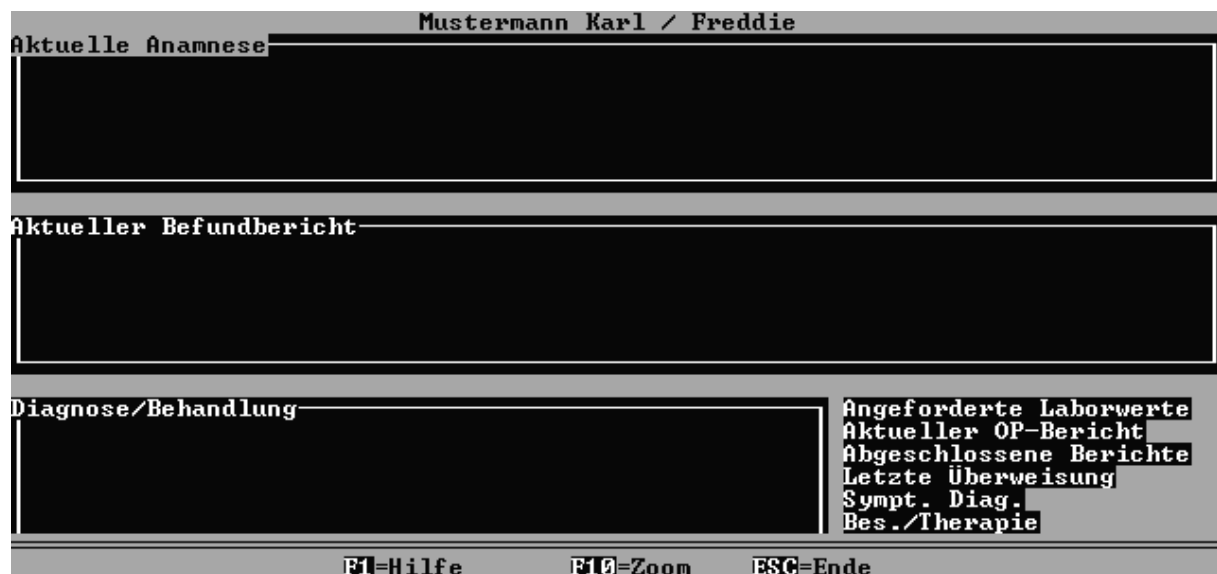 Mustermann Karl / Freddie
Aktuelle Anamnese
Aktueller Befundbericht
Diagnose/Behandlung
Angeforderte Laborwerte
Aktueller OP-Bericht
Abgeschlossene Berichte
Letzte Überweisung
Sympt. Diag.
Bes./Therapie
F1=Hilfe F10=Zoom ESC=Ende